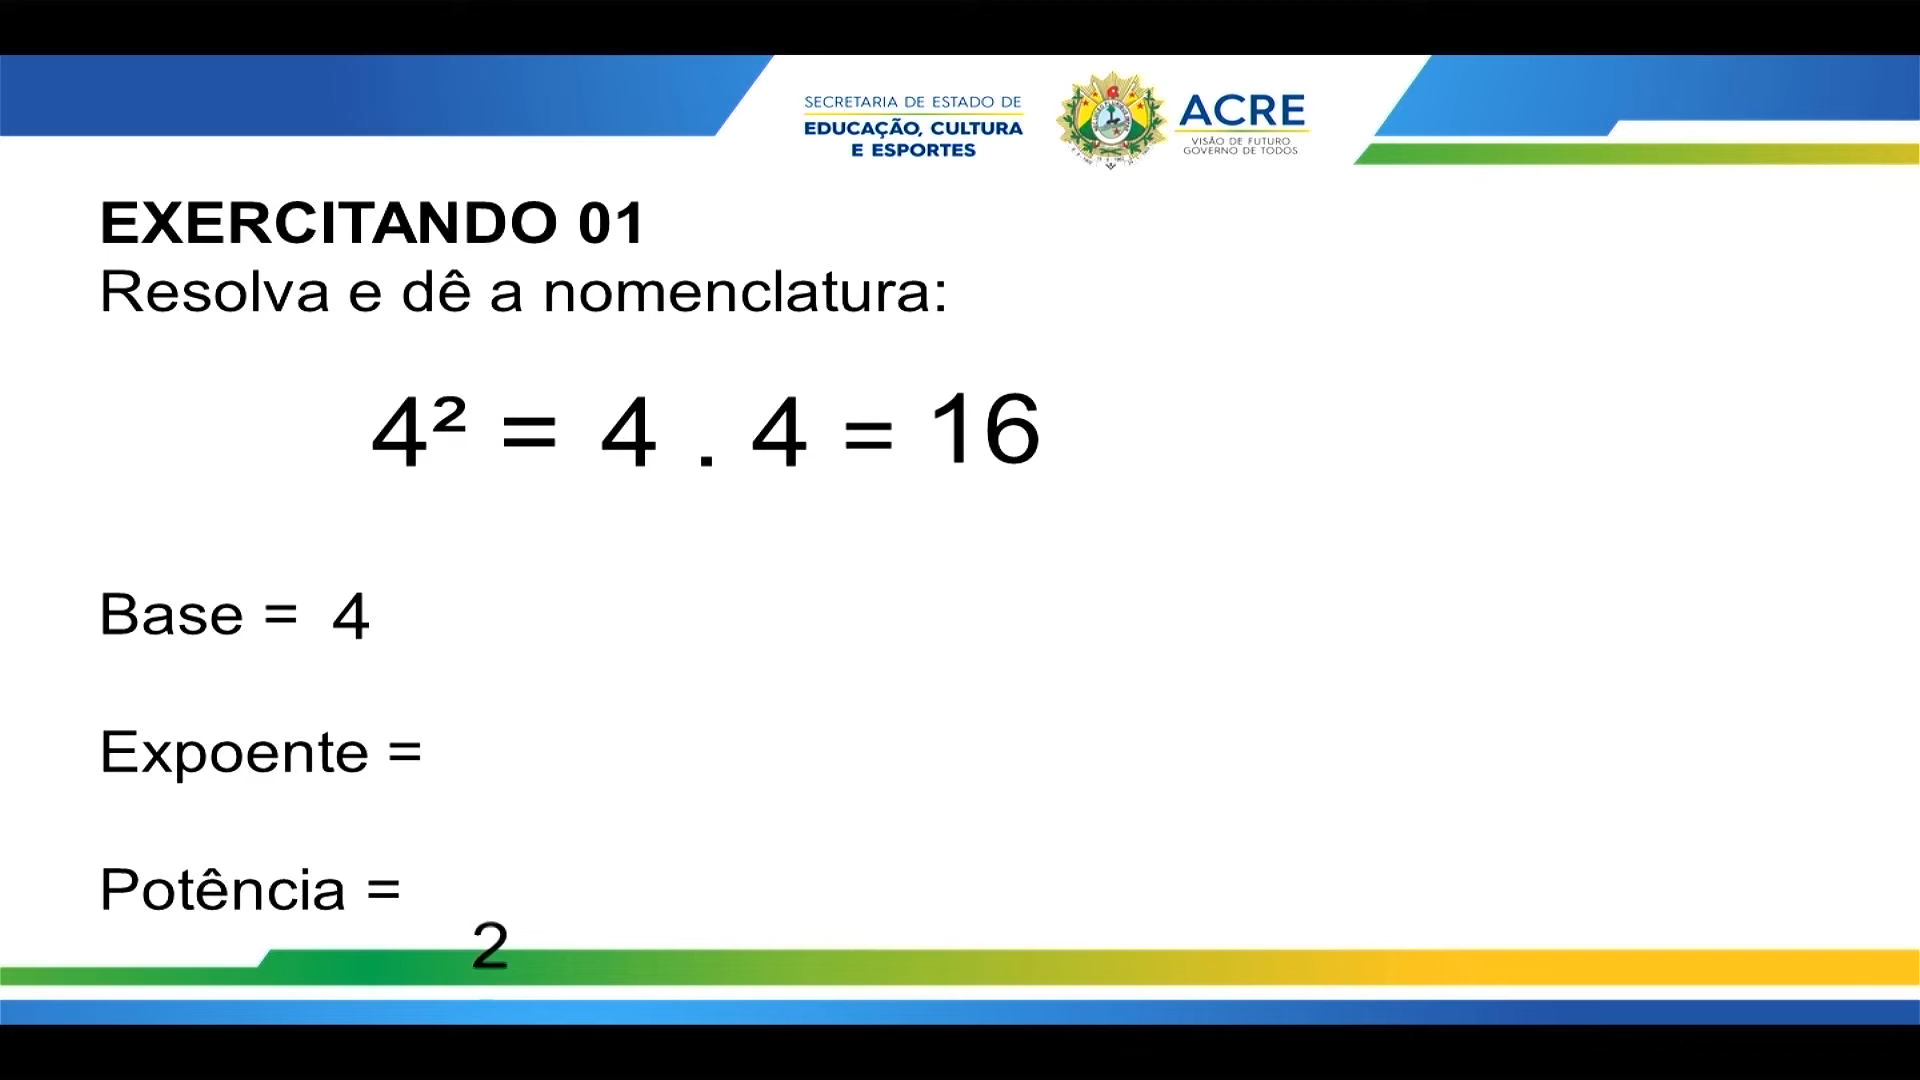 SECRETARIA DE ESTADO DE
EDUCAÇÃO, CULTURA
E ESPORTES
ACRE
VISÃO DE FUTURO
GOVERNO DE TODOS
EXERCITANDO 01
Resolva e dê a nomenclatura:
4² = 4 . 4 = 16
Base = 4
Expoente =
Potência =
2